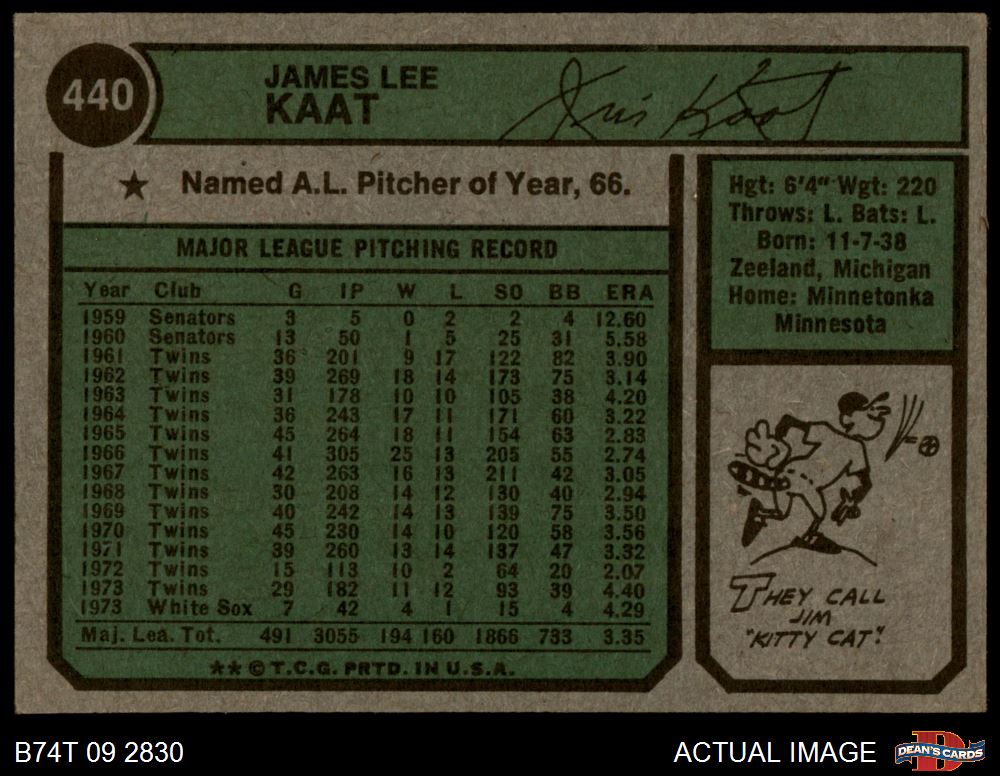 440
JAMES LEE
KAAT
Jim Kaat
★ Named A.L. Pitcher of Year, 66.
MAJOR LEAGUE PITCHING RECORD
Year Club G IP W L SO BB ERA
1959 Senators 3 5 0 2 2 4 12.60
1960 Senators 13 50 1 5 25 31 5.58
1961 Twins 36 201 9 17 122 82 3.90
1962 Twins 39 269 18 14 173 75 3.14
1963 Twins 31 178 10 10 105 38 4.20
1964 Twins 36 243 17 11 171 60 3.22
1965 Twins 45 264 18 11 154 63 2.83
1966 Twins 41 305 25 13 205 55 2.74
1967 Twins 42 263 16 13 211 42 3.05
1968 Twins 30 208 14 12 130 40 2.94
1969 Twins 40 242 14 13 139 75 3.50
1970 Twins 45 230 14 10 120 58 3.56
1971 Twins 39 260 13 14 137 47 3.32
1972 Twins 15 113 10 2 64 20 2.07
1973 Twins 29 182 11 12 93 39 4.40
1973 White Sox 7 42 4 1 15 4 4.29
Maj. Lea. Tot. 491 3055 194 160 1866 733 3.35
★★ © T.C.G. PRTD. IN U.S.A.
Hgt: 6'4" Wgt: 220
Throws: L. Bats: L.
Born: 11-7-38
Zeeland, Michigan
Home: Minnetonka
Minnesota
THEY CALL
JIM
"KITTY CAT".
B74T 09 2830
ACTUAL IMAGE
DEAN'S CARDS